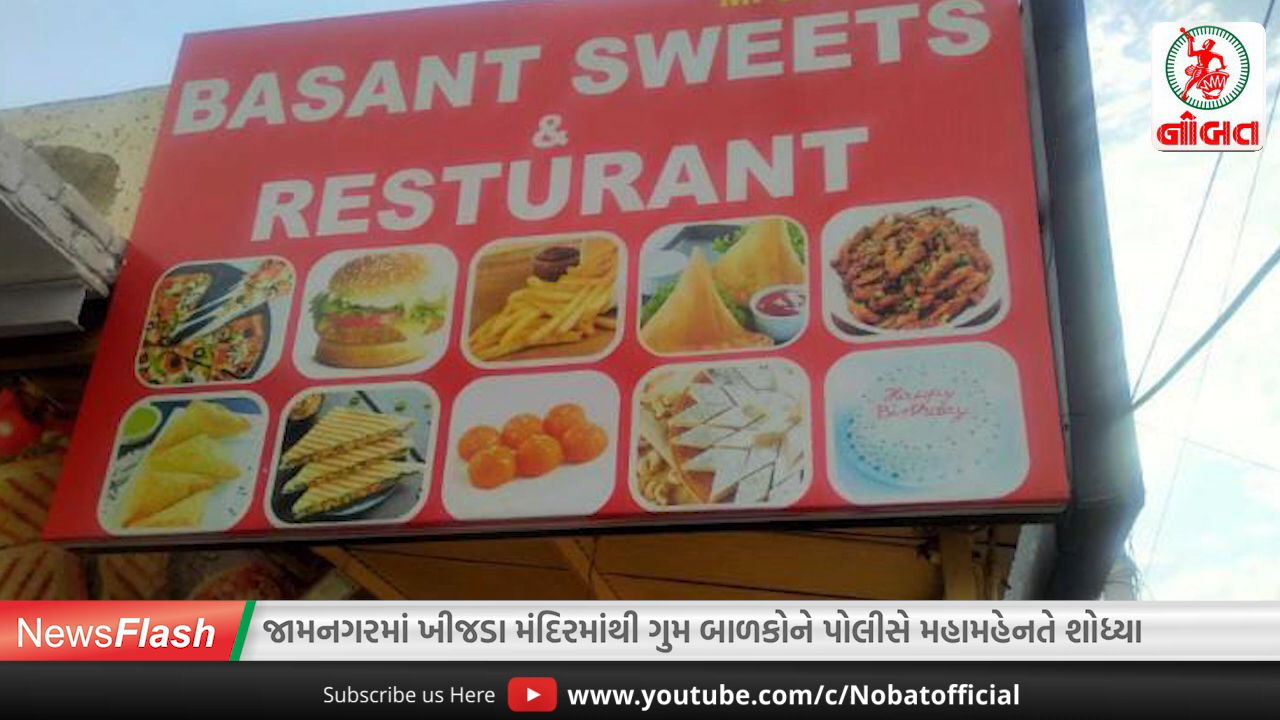 BASANT SWEETS
&
RESTURANT
Happy
Birthday
નોબત
NewsFlash
જામનગરમાં ખીજડા મંદિરમાંથી ગુમ બાળકોને પોલીસે મહામહેનતે શોધ્યા
Subscribe us Here
www.youtube.com/c/Nobatofficial